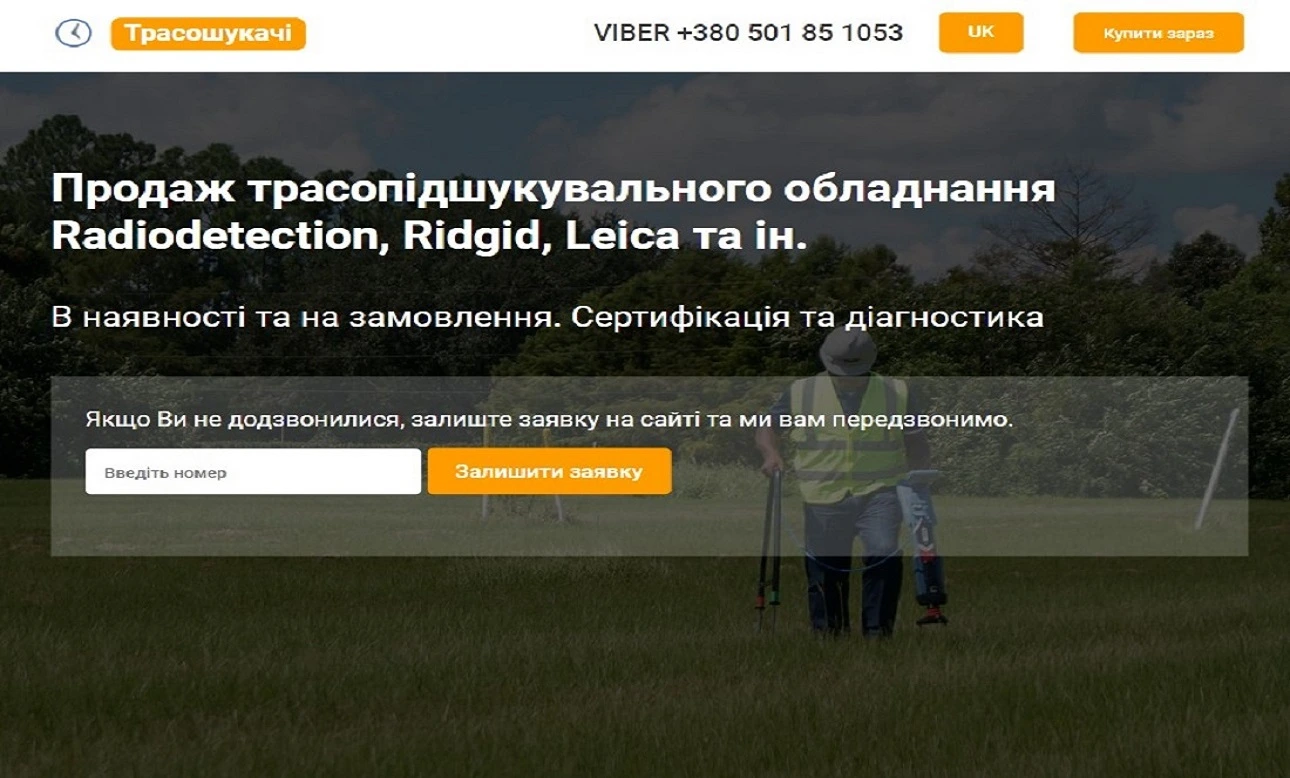 Трасошукачі
VIBER +380 501 85 1053
UK
Купити зараз
Продаж трасопідшукувального обладнання
Radiodetection, Ridgid, Leica та ін.
В наявності та на замовлення. Сертифікація та діагностика
Якщо Ви не додзвонилися, залиште заявку на сайті та ми вам передзвонимо.
Введіть номер
Залишити заявку